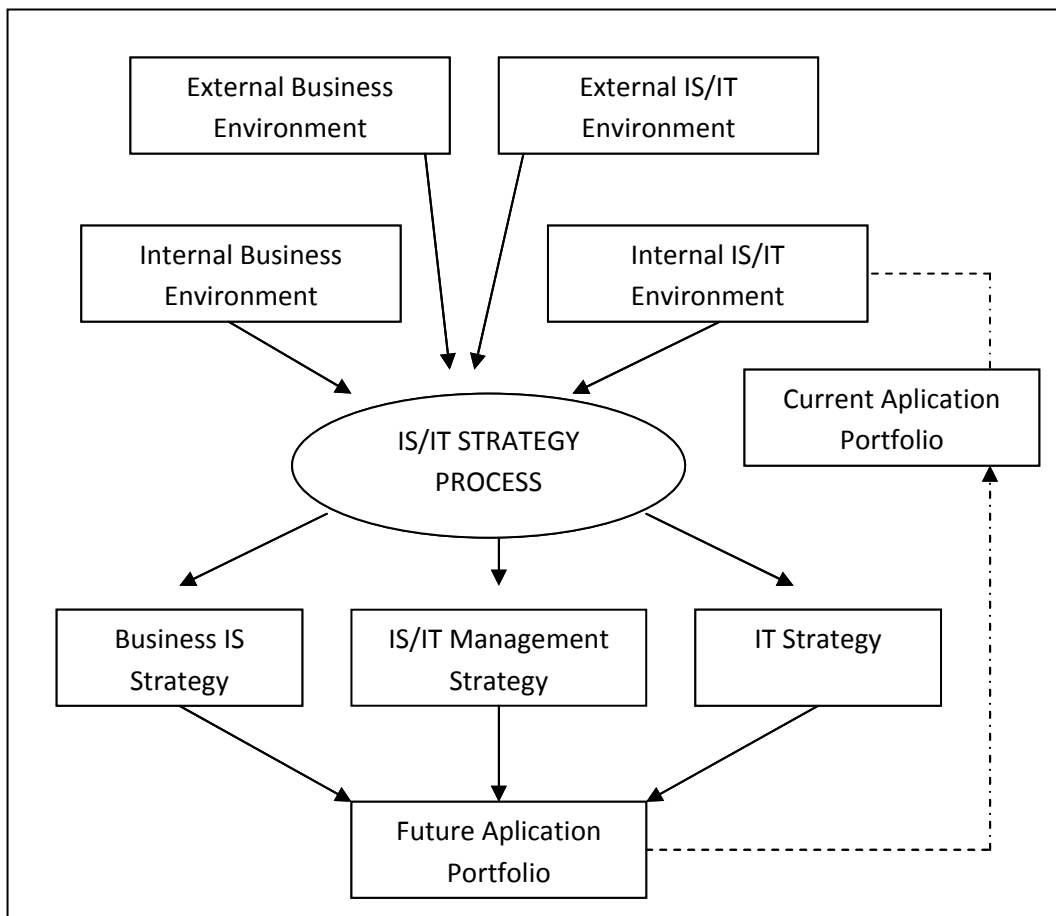 External Business
Environment
External IS/IT
Environment
Internal Business
Environment
Internal IS/IT
Environment
Current Aplication
Portfolio
IS/IT STRATEGY
PROCESS
Business IS
Strategy
IS/IT Management
Strategy
IT Strategy
Future Aplication
Portfolio